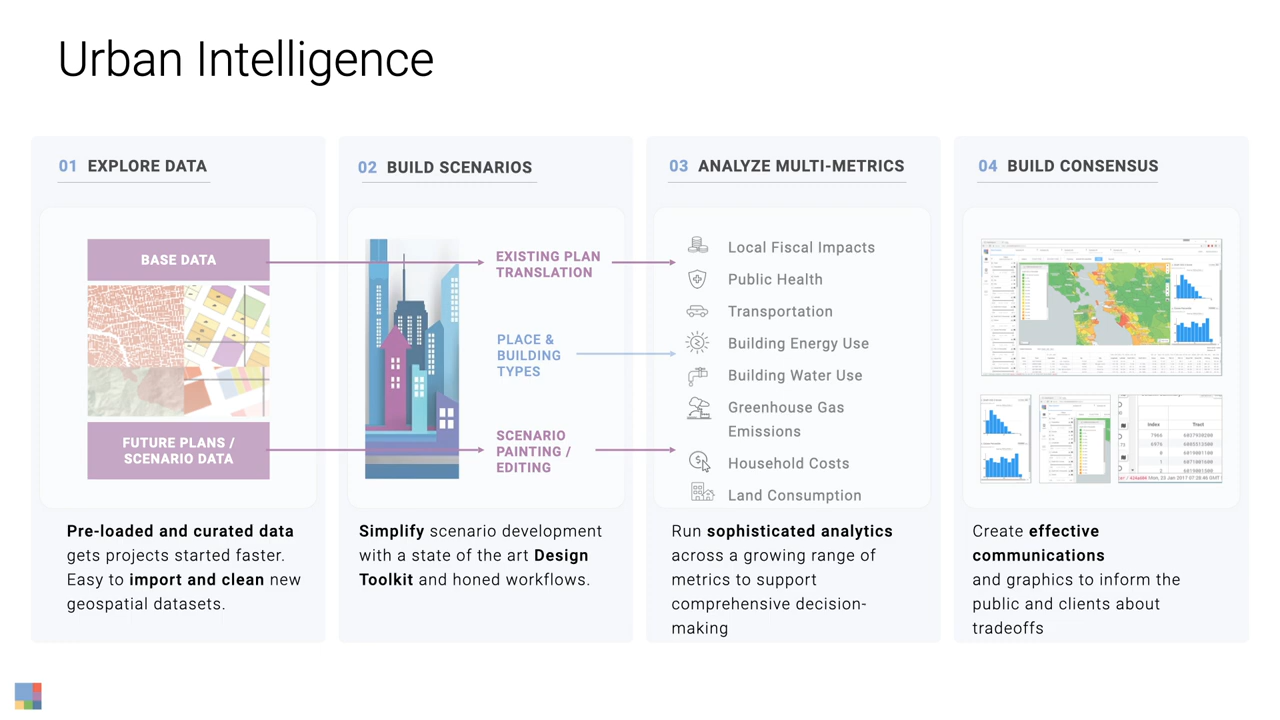 Urban Intelligence
01 EXPLORE DATA
BASE DATA
FUTURE PLANS /
SCENARIO DATA
Pre-loaded and curated data
gets projects started faster.
Easy to import and clean new
geospatial datasets.
02 BUILD SCENARIOS
EXISTING PLAN
TRANSLATION
PLACE &
BUILDING
TYPES
SCENARIO
PAINTING /
EDITING
Simplify scenario development
with a state of the art Design
Toolkit and honed workflows.
03 ANALYZE MULTI-METRICS
Local Fiscal Impacts
Public Health
Transportation
Building Energy Use
Building Water Use
Greenhouse Gas
Emissions
Household Costs
Land Consumption
Run sophisticated analytics
across a growing range of
metrics to support
comprehensive decision-
making
04 BUILD CONSENSUS
Index Tract
Create effective
communications
and graphics to inform the
public and clients about
tradeoffs